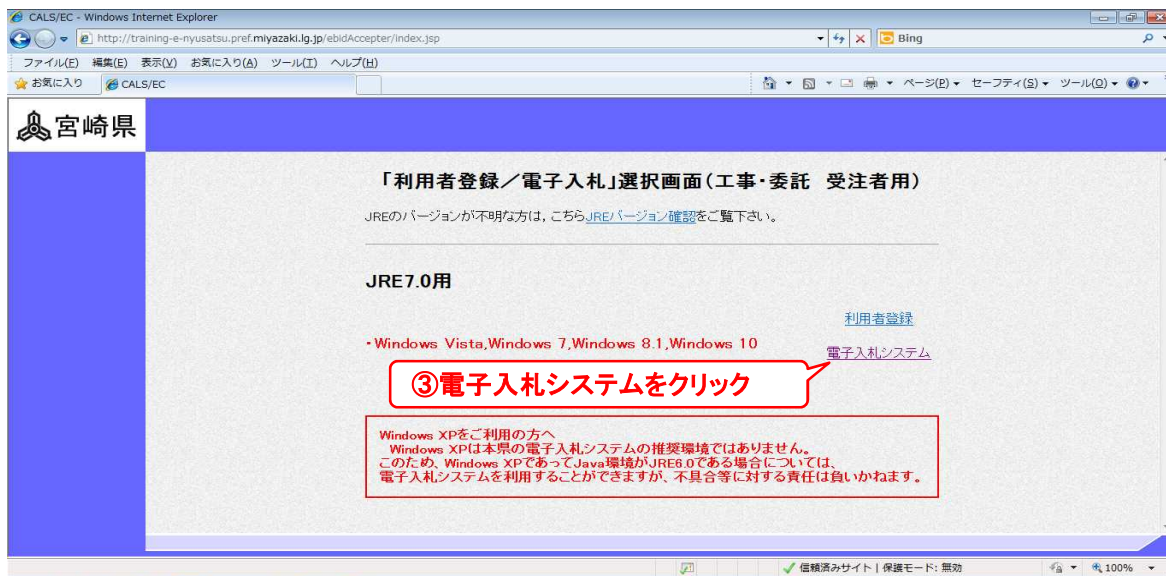 CALS/EC - Windows Internet Explorer
http://training-e-nyusatsu.pref.miyazaki.lg.jp/ebidAccepter/index.jsp
Bing
ファイル(F) 編集(E) 表示(V) お気に入り(A) ツール(T) ヘルプ(H)
お気に入り CALS/EC ページ(P) セーフティ(S) ツール(O)
宮崎県
「利用者登録／電子入札」選択画面(工事・委託 受注者用)
JREのバージョンが不明な方は, こちらJREバージョン確認をご覧下さい。
JRE7.0用
利用者登録
・Windows Vista,Windows 7,Windows 8.1,Windows 10
電子入札システム
③電子入札システムをクリック
Windows XPをご利用の方へ
Windows XPは本県の電子入札システムの推奨環境ではありません。
このため、Windows XPであってJava環境がJRE6.0である場合については、
電子入札システムを利用することができますが、不具合等に対する責任は負いかねます。
信頼済みサイト | 保護モード: 無効 100%